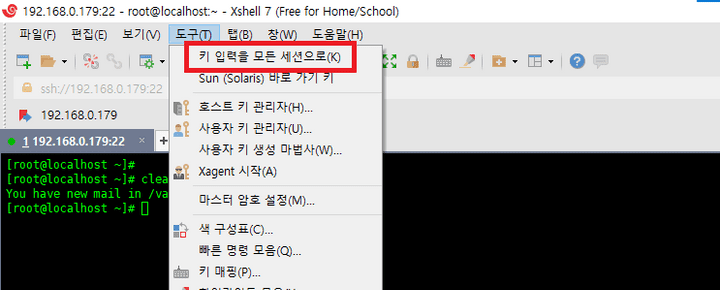 192.168.0.179:22 - root@localhost:~ - Xshell 7 (Free for Home/School)
파일(F) 편집(E) 보기(V) 도구(T) 탭(B) 창(W) 도움말(H)
키 입력을 모든 세션으로(K)
Sun (Solaris) 바로 가기 키
ssh://192.168.0.179:22
호스트 키 관리자(H)...
192.168.0.179
사용자 키 관리자(U)...
1 192.168.0.179:22
사용자 키 생성 마법사(W)...
[root@localhost ~]#
Xagent 시작(A)
[root@localhost ~]# clea
You have new mail in /va
마스터 암호 설정(M)...
[root@localhost ~]#
색 구성표(C)...
빠른 명령 모음(Q)...
키 매핑(P)...